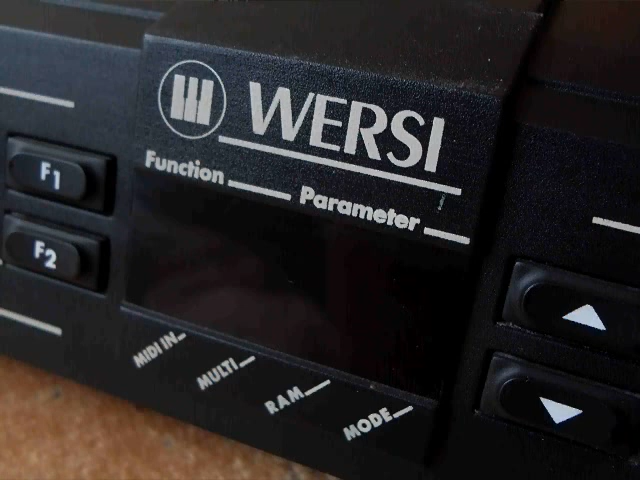 WERSI
Function Parameter
F1
F2
MIDI IN
MULTI
RAM
MODE